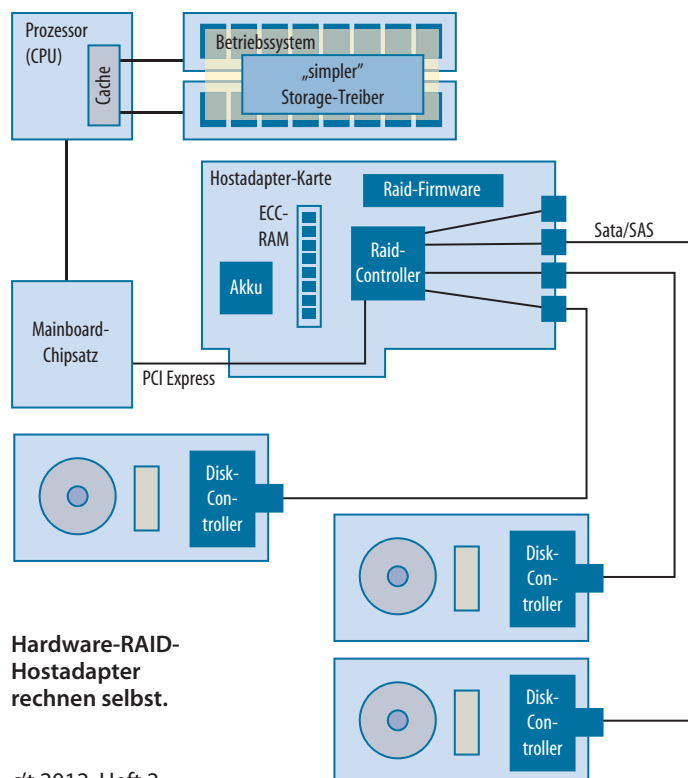 Prozessor
(CPU)
Cache
Betriebssystem
„simpler”
Storage-Treiber
Hostadapter-Karte
Raid-Firmware
ECC-
RAM
Akku
Raid-
Controller
Sata/SAS
Mainboard-
Chipsatz
PCI Express
Disk-
Con-
troller
Disk-
Con-
troller
Hardware-RAID-
Hostadapter
rechnen selbst.
Disk-
Con-
troller